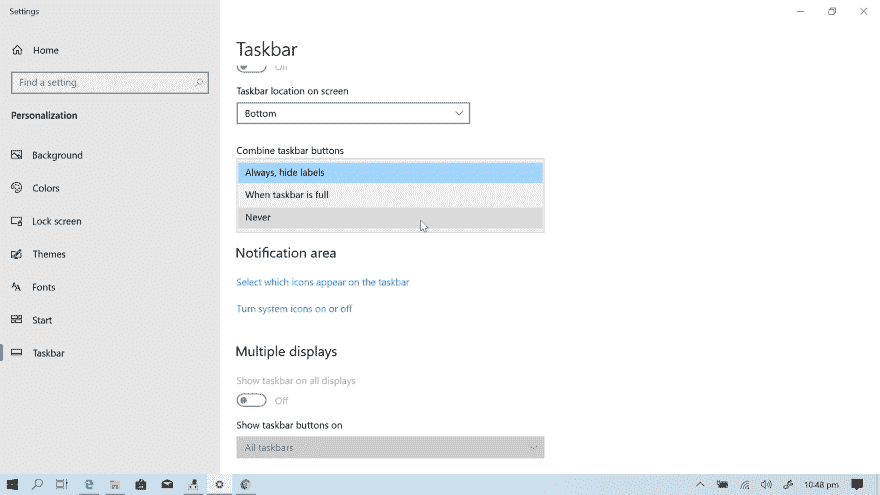 Settings
Home
Find a setting
Personalization
Background
Colors
Lock screen
Themes
Fonts
Start
Taskbar
Taskbar
Off
Taskbar location on screen
Bottom
Combine taskbar buttons
Always, hide labels
When taskbar is full
Never
Notification area
Select which icons appear on the taskbar
Turn system icons on or off
Multiple displays
Show taskbar on all displays
Off
Show taskbar buttons on
All taskbars
10:48 pm